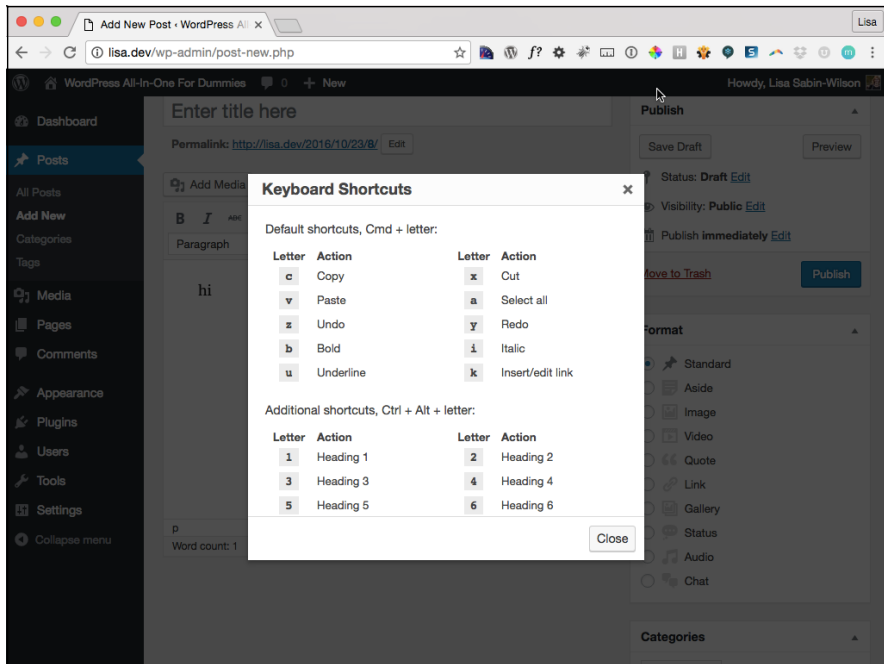 Add New Post ‹ WordPress All
Lisa
lisa.dev/wp-admin/post-new.php
WordPress All-In-One For Dummies 0 + New Howdy, Lisa Sabin-Wilson
Dashboard
Posts
All Posts
Add New
Categories
Tags
Media
Pages
Comments
Appearance
Plugins
Users
Tools
Settings
Collapse menu
Enter title here
Permalink: http://lisa.dev/2016/10/23/8/ Edit
Add Media
B I ABC
Paragraph
hi
p
Word count: 1
Keyboard Shortcuts ×
Default shortcuts, Cmd + letter:
Letter Action Letter Action
c Copy x Cut
v Paste a Select all
z Undo y Redo
b Bold i Italic
u Underline k Insert/edit link
Additional shortcuts, Ctrl + Alt + letter:
Letter Action Letter Action
1 Heading 1 2 Heading 2
3 Heading 3 4 Heading 4
5 Heading 5 6 Heading 6
Close
Publish
Save Draft Preview
Status: Draft Edit
Visibility: Public Edit
Publish immediately Edit
Move to Trash Publish
Format
Standard
Aside
Image
Video
Quote
Link
Gallery
Status
Audio
Chat
Categories